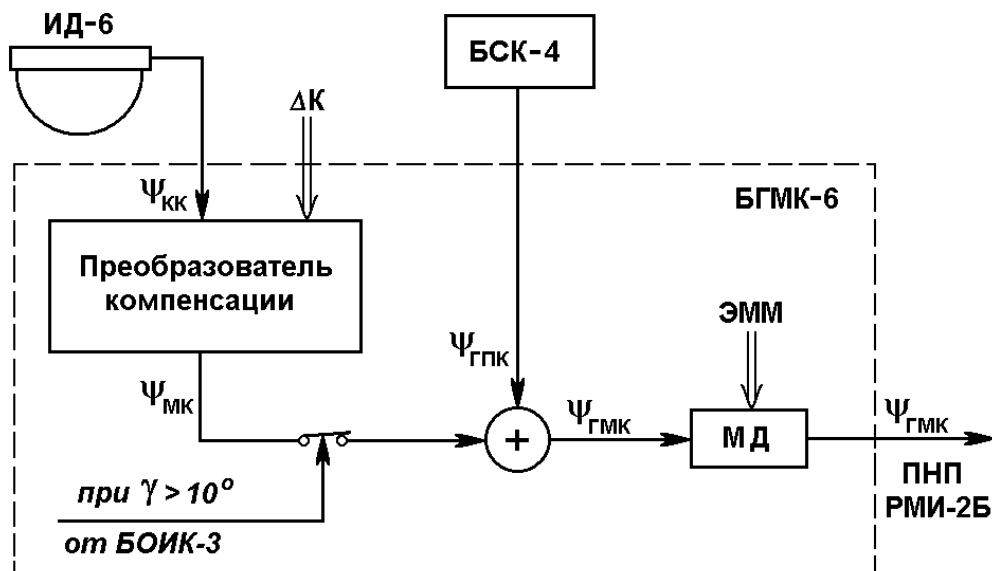 ИД-6
БСК-4
ΔК
ψКК
БГМК-6
Преобразователь
компенсации
ЭММ
ψГПК
ψМК
ψГМК
ψГМК
+
МД
при γ > 10°
от БОИК-3
ПНП
РМИ-2Б